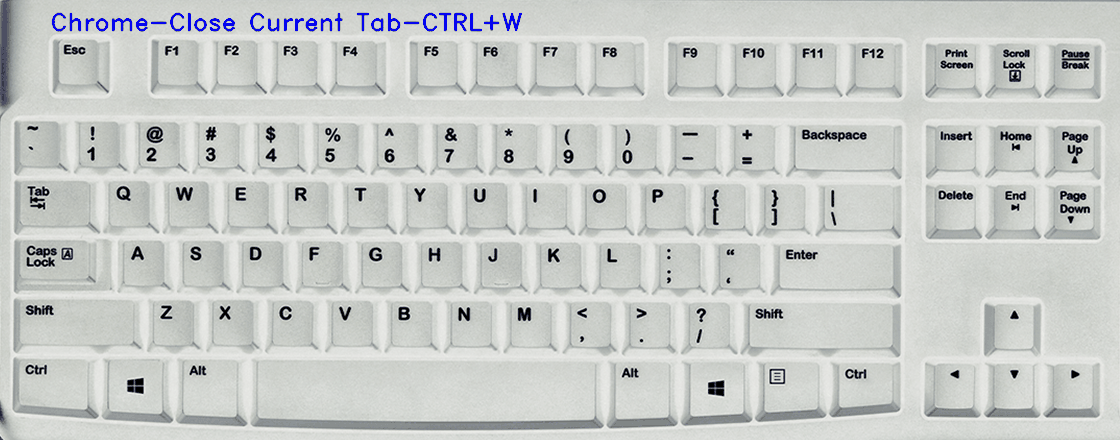 Chrome-Close Current Tab-CTRL+W
Esc F1 F2 F3 F4 F5 F6 F7 F8 F9 F10 F11 F12 Print Screen Scroll Lock Pause Break
~ ` ! 1 @ 2 # 3 $ 4 % 5 ^ 6 & 7 * 8 ( 9 ) 0 — - + = Backspace Insert Home Page Up
Tab Q W E R T Y U I O P { [ } ] | \ Delete End Page Down
Caps Lock A S D F G H J K L : ; “ ‘ Enter
Shift Z X C V B N M < , > . ? / Shift
Ctrl Alt Alt Ctrl